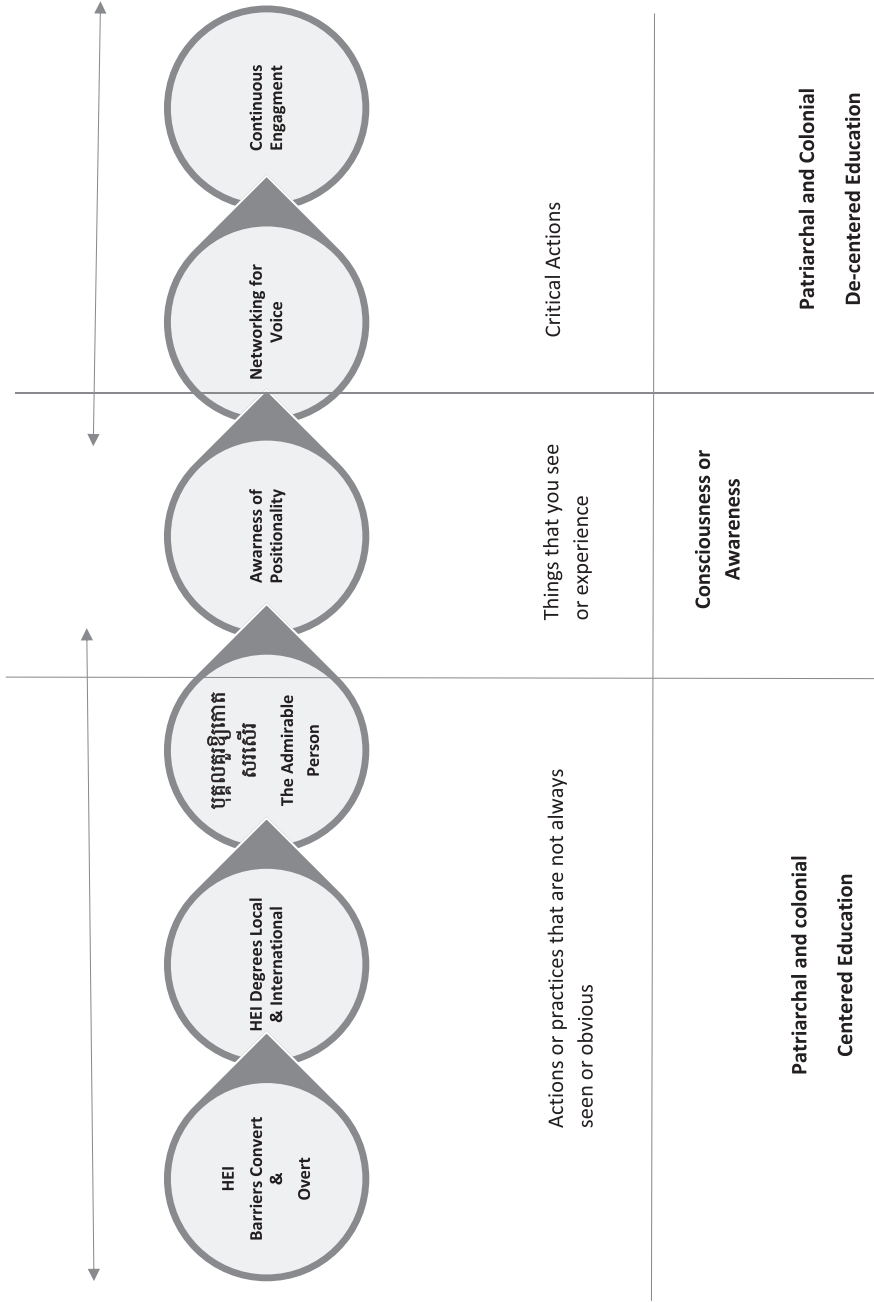 HEI
Barriers Convert
&
Overt
HEI Degrees Local
& International
បុគ្គលគួរឱ្យកោត
សរសើរ
The Admirable
Person
Awarness of
Positionality
Networking for
Voice
Continuous
Engagment
Actions or practices that are not always
seen or obvious
Things that you see
or experience
Critical Actions
Patriarchal and colonial
Centered Education
Consciousness or
Awareness
Patriarchal and Colonial
De-centered Education